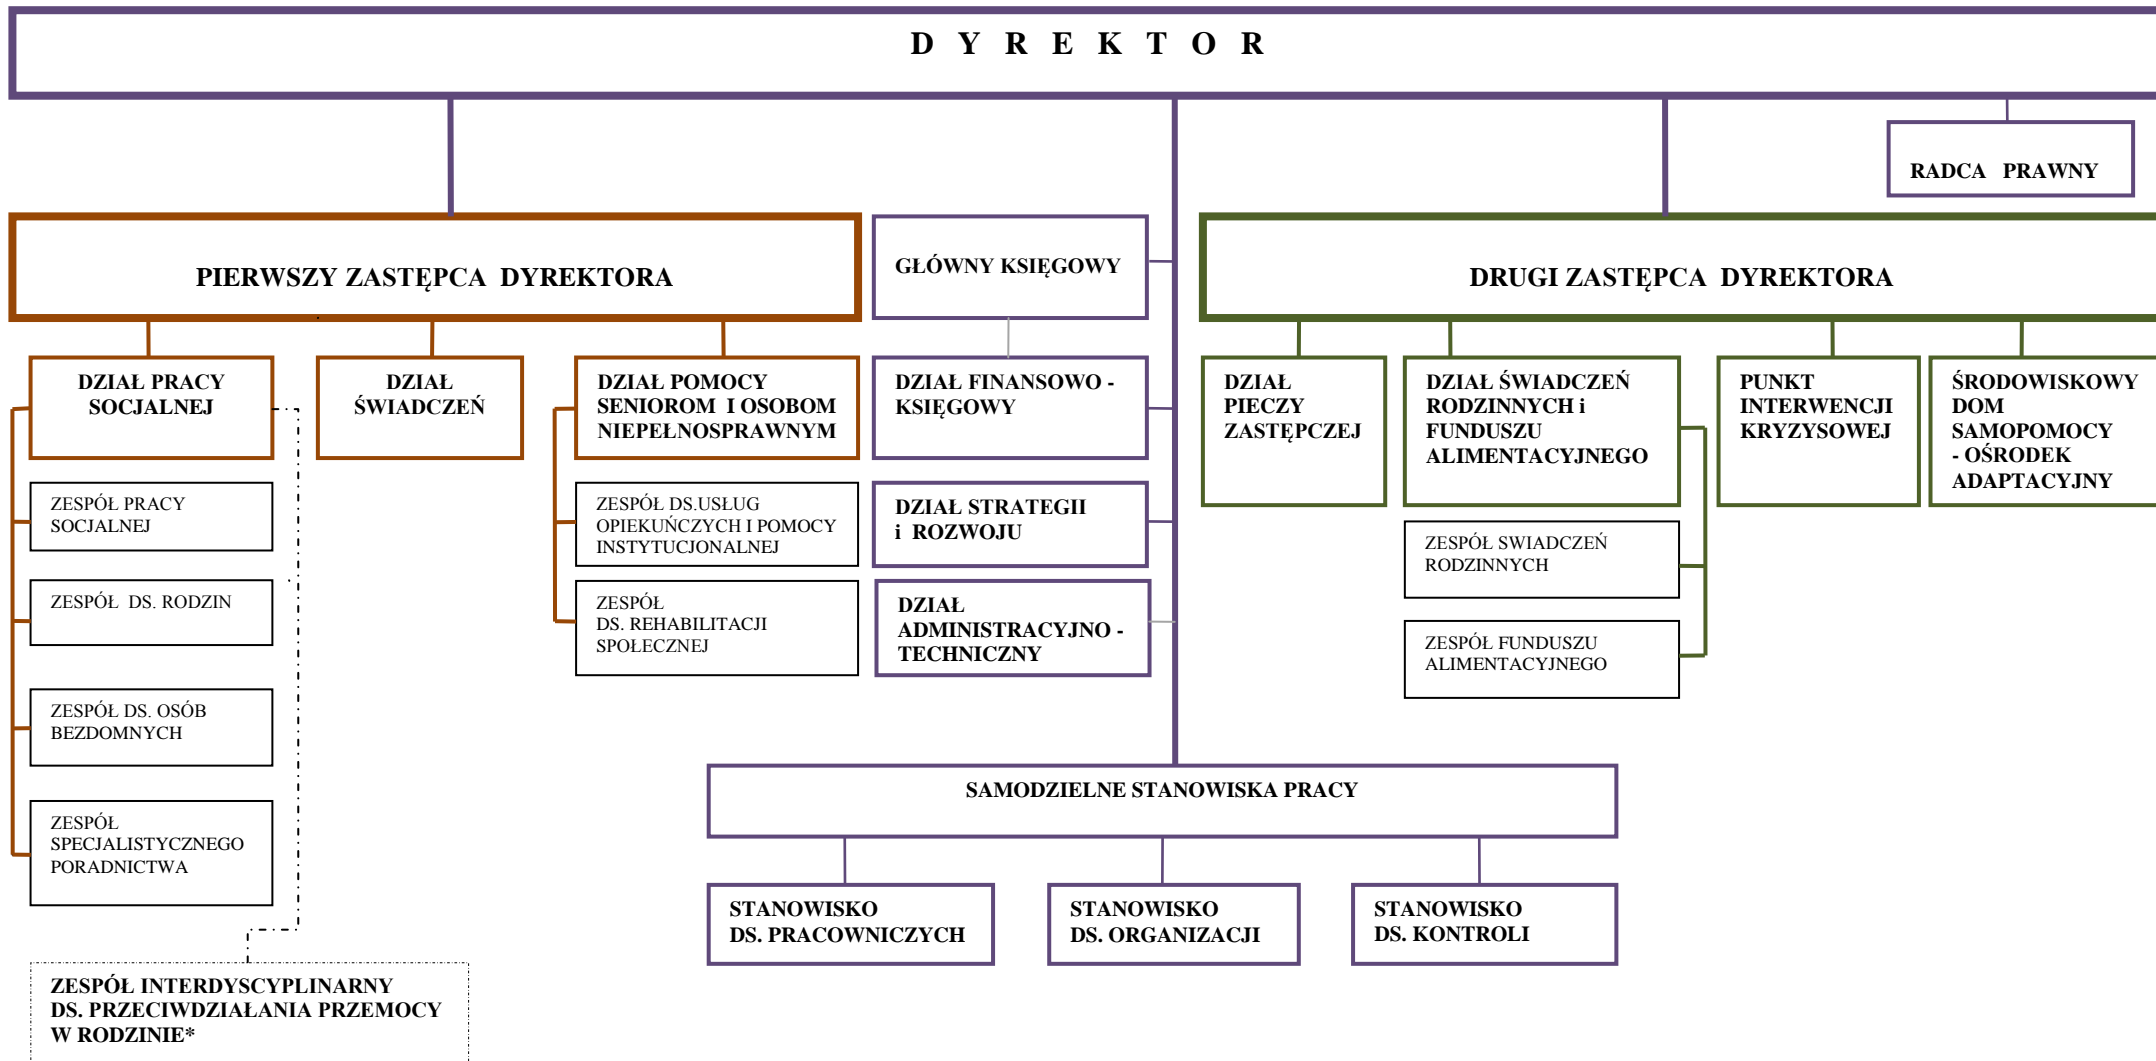 D Y R E K T O R
RADCA PRAWNY
PIERWSZY ZASTĘPCA DYREKTORA
GŁÓWNY KSIĘGOWY
DRUGI ZASTĘPCA DYREKTORA
DZIAŁ PRACY
SOCJALNEJ
DZIAŁ
ŚWIADCZEŃ
DZIAŁ POMOCY
SENIOROM I OSOBOM
NIEPEŁNOSPRAWNYM
DZIAŁ FINANSOWO -
KSIĘGOWY
DZIAŁ
PIECZY
ZASTĘPCZEJ
DZIAŁ ŚWIADCZEŃ
RODZINNYCH i
FUNDUSZU
ALIMENTACYJNEGO
PUNKT
INTERWENCJI
KRYZYSOWEJ
ŚRODOWISKOWY
DOM
SAMOPOMOCY
- OŚRODEK
ADAPTACYJNY
ZESPÓŁ PRACY
SOCJALNEJ
ZESPÓŁ DS. RODZIN
ZESPÓŁ DS. OSÓB
BEZDOMNYCH
ZESPÓŁ
SPECJALISTYCZNEGO
PORADNICTWA
ZESPÓŁ DS.USŁUG
OPIEKUŃCZYCH I POMOCY
INSTYTUCJONALNEJ
ZESPÓŁ
DS. REHABILITACJI
SPOŁECZNEJ
DZIAŁ STRATEGII
i ROZWOJU
DZIAŁ
ADMINISTRACYJNO -
TECHNICZNY
ZESPÓŁ SWIADCZEŃ
RODZINNYCH
ZESPÓŁ FUNDUSZU
ALIMENTACYJNEGO
SAMODZIELNE STANOWISKA PRACY
STANOWISKO
DS. PRACOWNICZYCH
STANOWISKO
DS. ORGANIZACJI
STANOWISKO
DS. KONTROLI
ZESPÓŁ INTERDYSCYPLINARNY
DS. PRZECIWDZIAŁANIA PRZEMOCY
W RODZINIE*